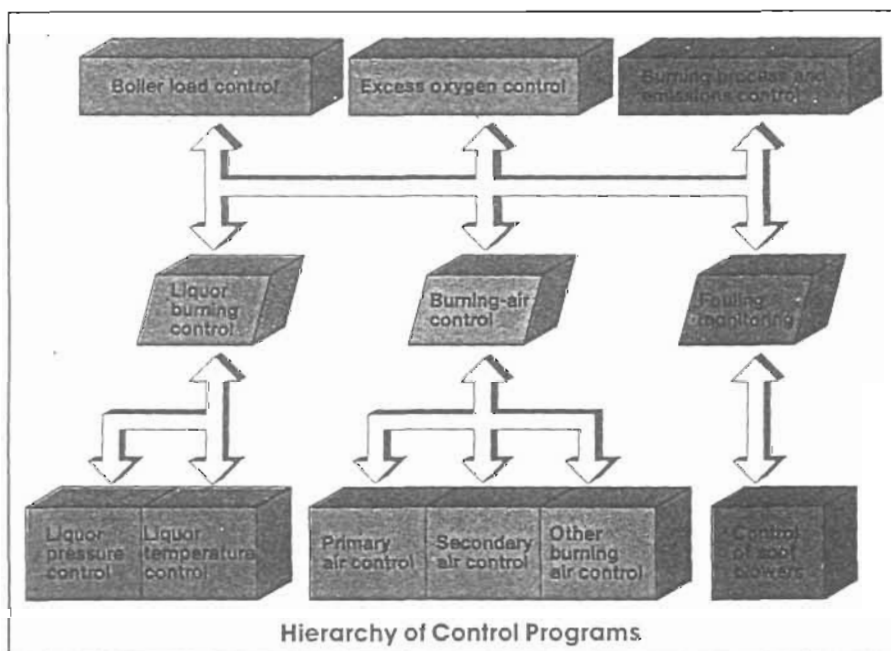 Boiler load control
Excess oxygen control
Burning process and
emissions control
Liquor
burning
control
Burning-air
control
Fouling
monitoring
Liquor
pressure
control
Liquor
temperature
control
Primary
air control
Secondary
air control
Other
burning
air control
Control
of soot
blowers
Hierarchy of Control Programs